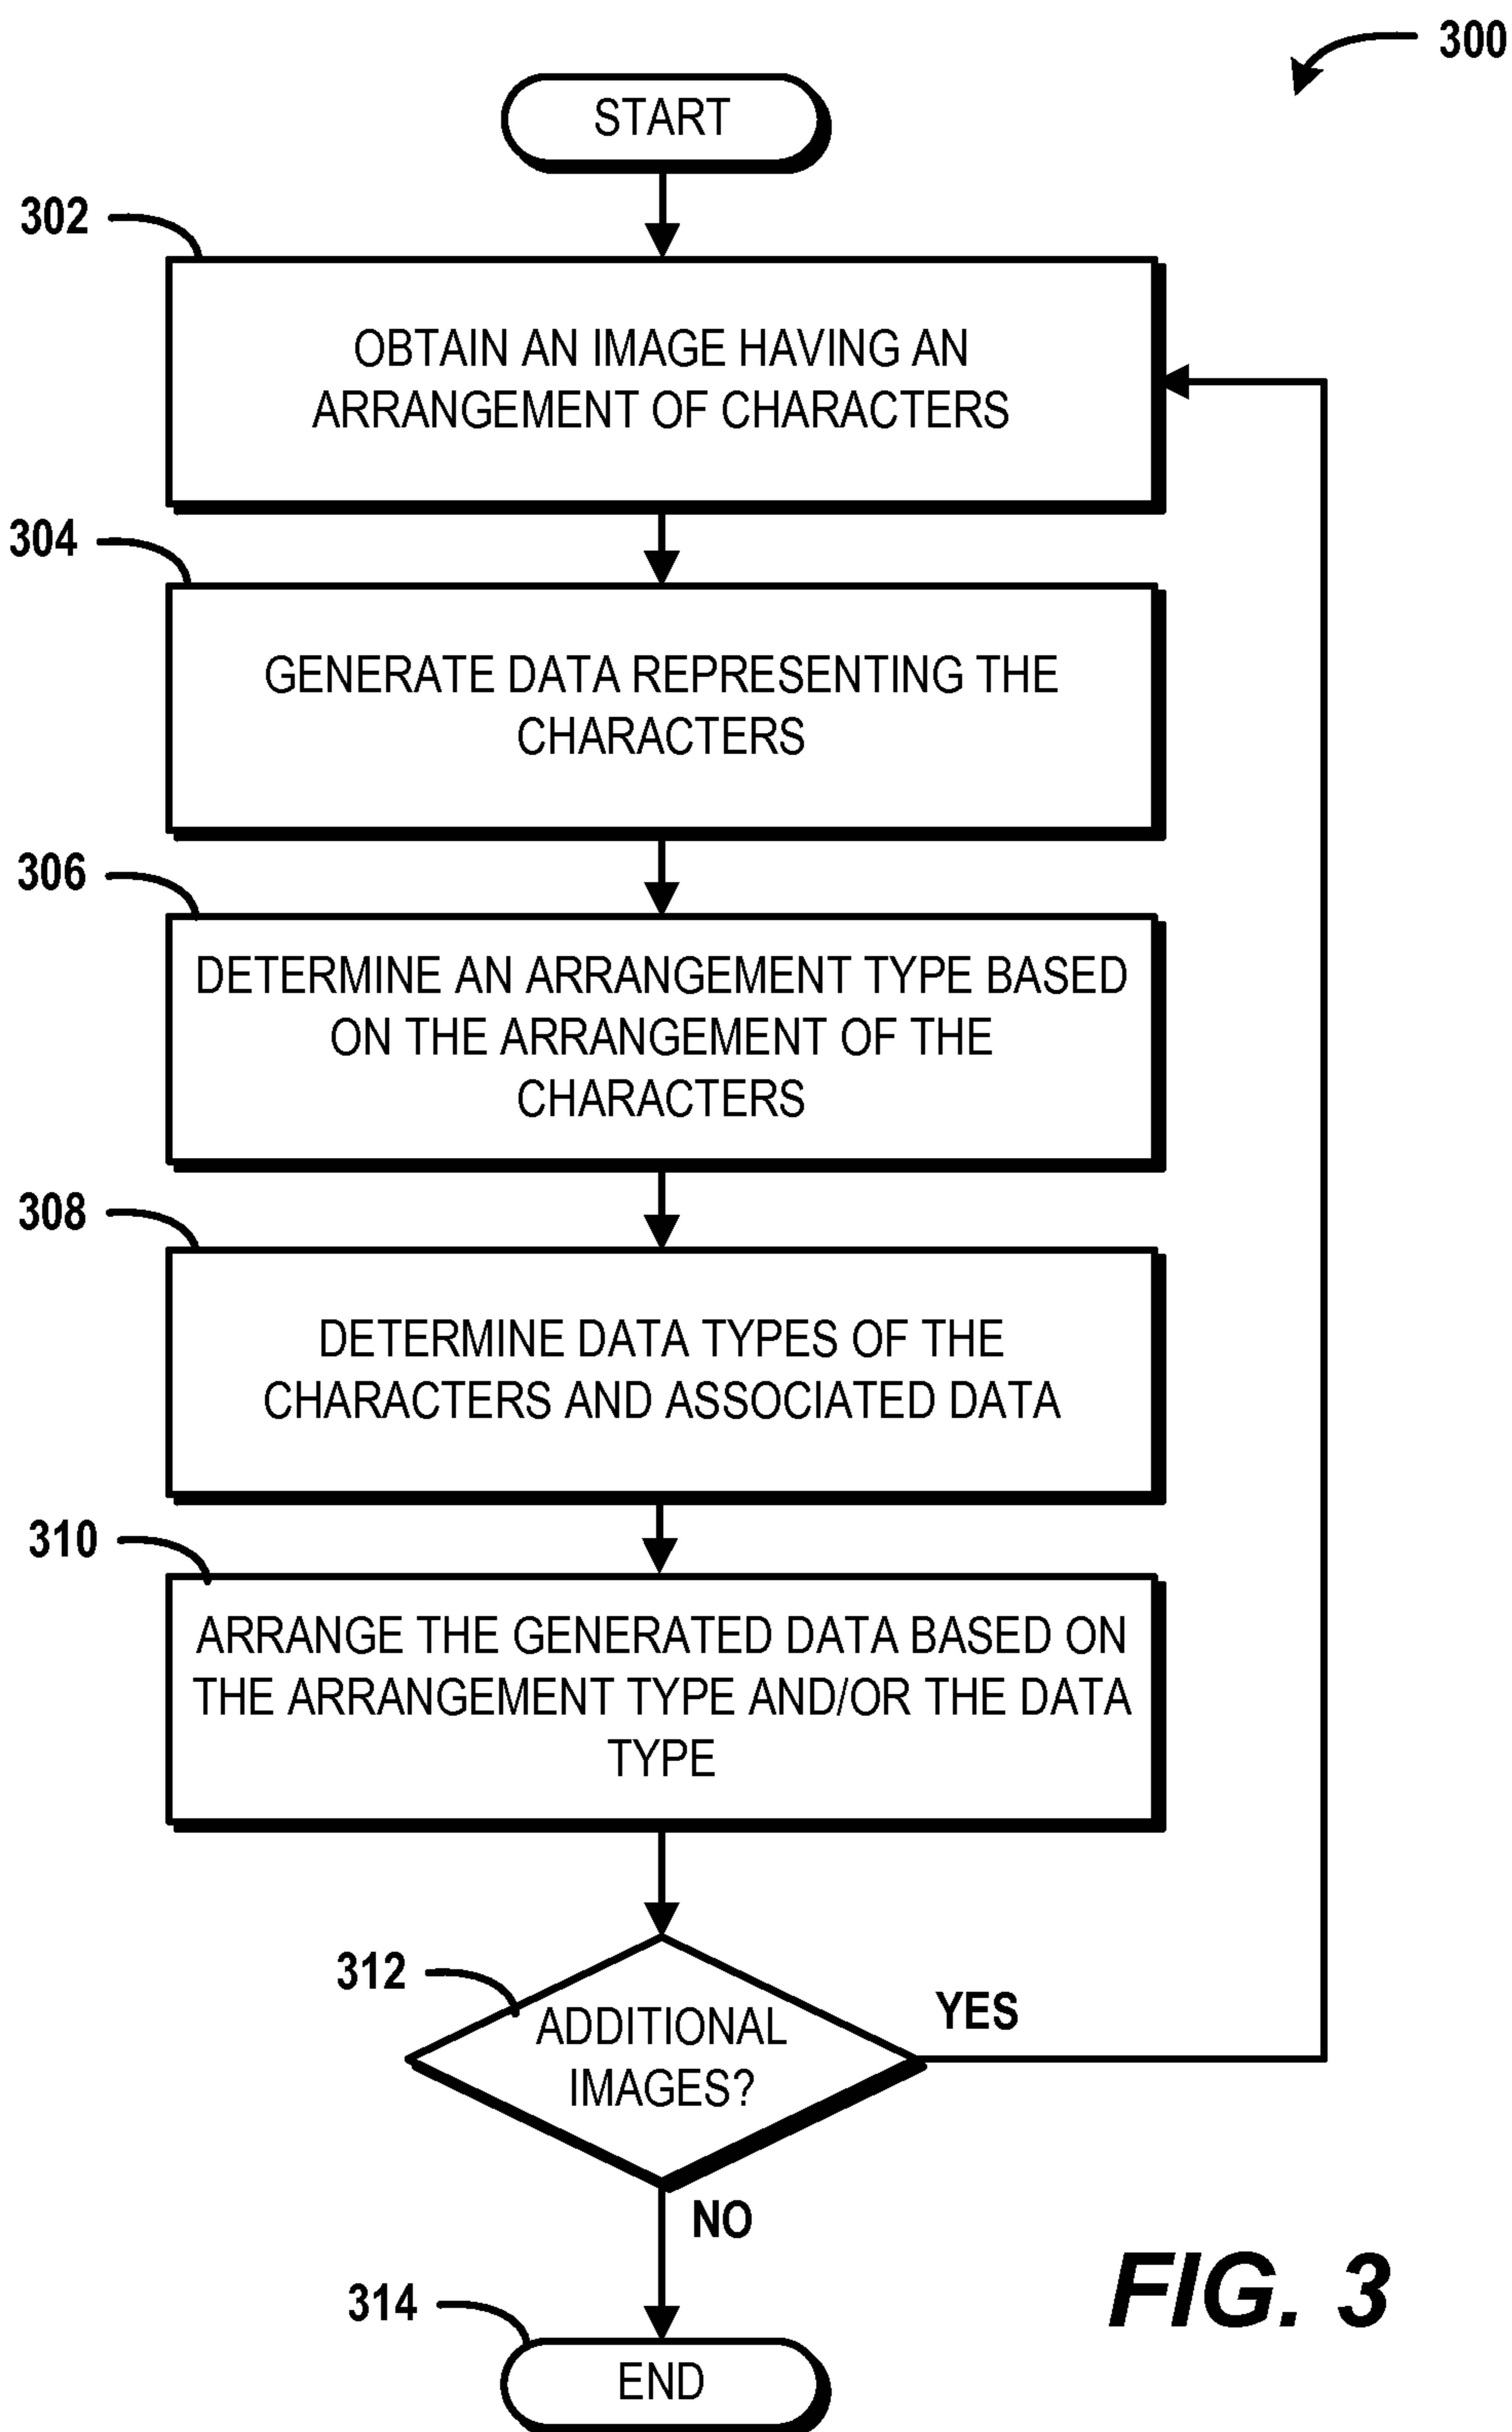 300
START
302
OBTAIN AN IMAGE HAVING AN
ARRANGEMENT OF CHARACTERS
304
GENERATE DATA REPRESENTING THE
CHARACTERS
306
DETERMINE AN ARRANGEMENT TYPE BASED
ON THE ARRANGEMENT OF THE
CHARACTERS
308
DETERMINE DATA TYPES OF THE
CHARACTERS AND ASSOCIATED DATA
310
ARRANGE THE GENERATED DATA BASED ON
THE ARRANGEMENT TYPE AND/OR THE DATA
TYPE
312
ADDITIONAL
IMAGES?
YES
NO
314
END
FIG. 3